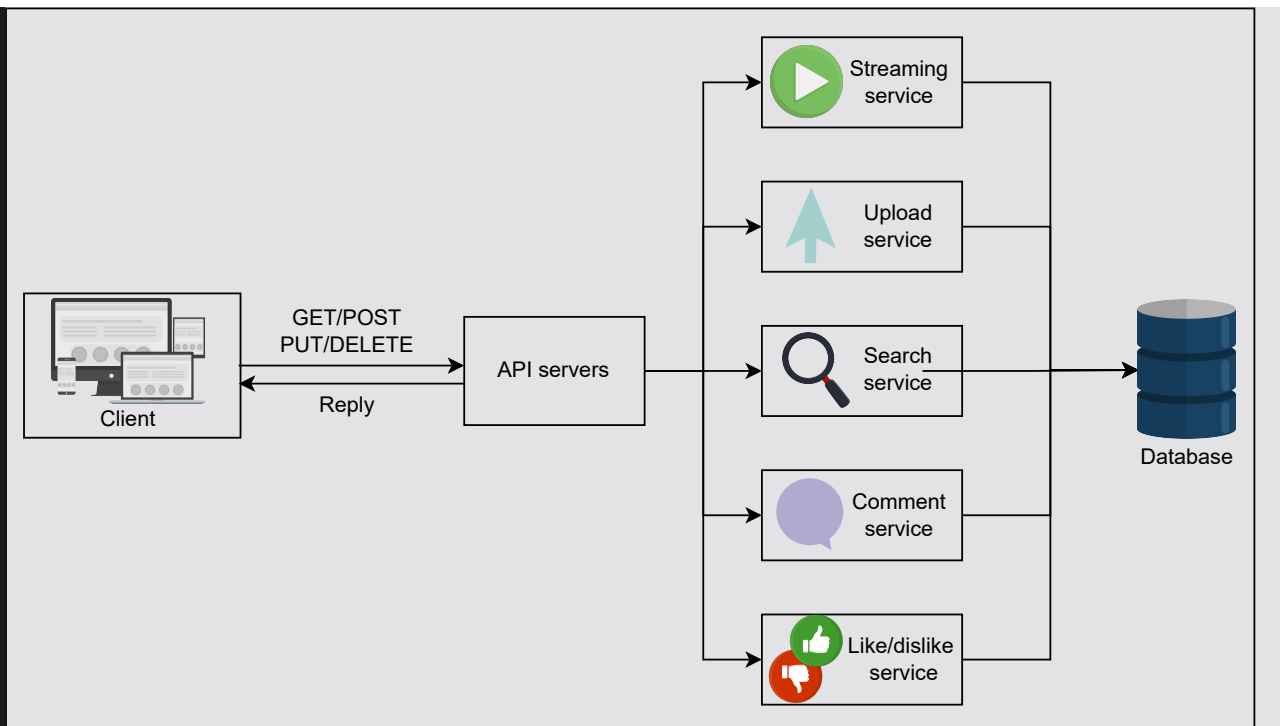 Streaming
service
Upload
service
GET/POST
PUT/DELETE
Reply
Client
API servers
Search
service
Database
Comment
service
Like/dislike
service